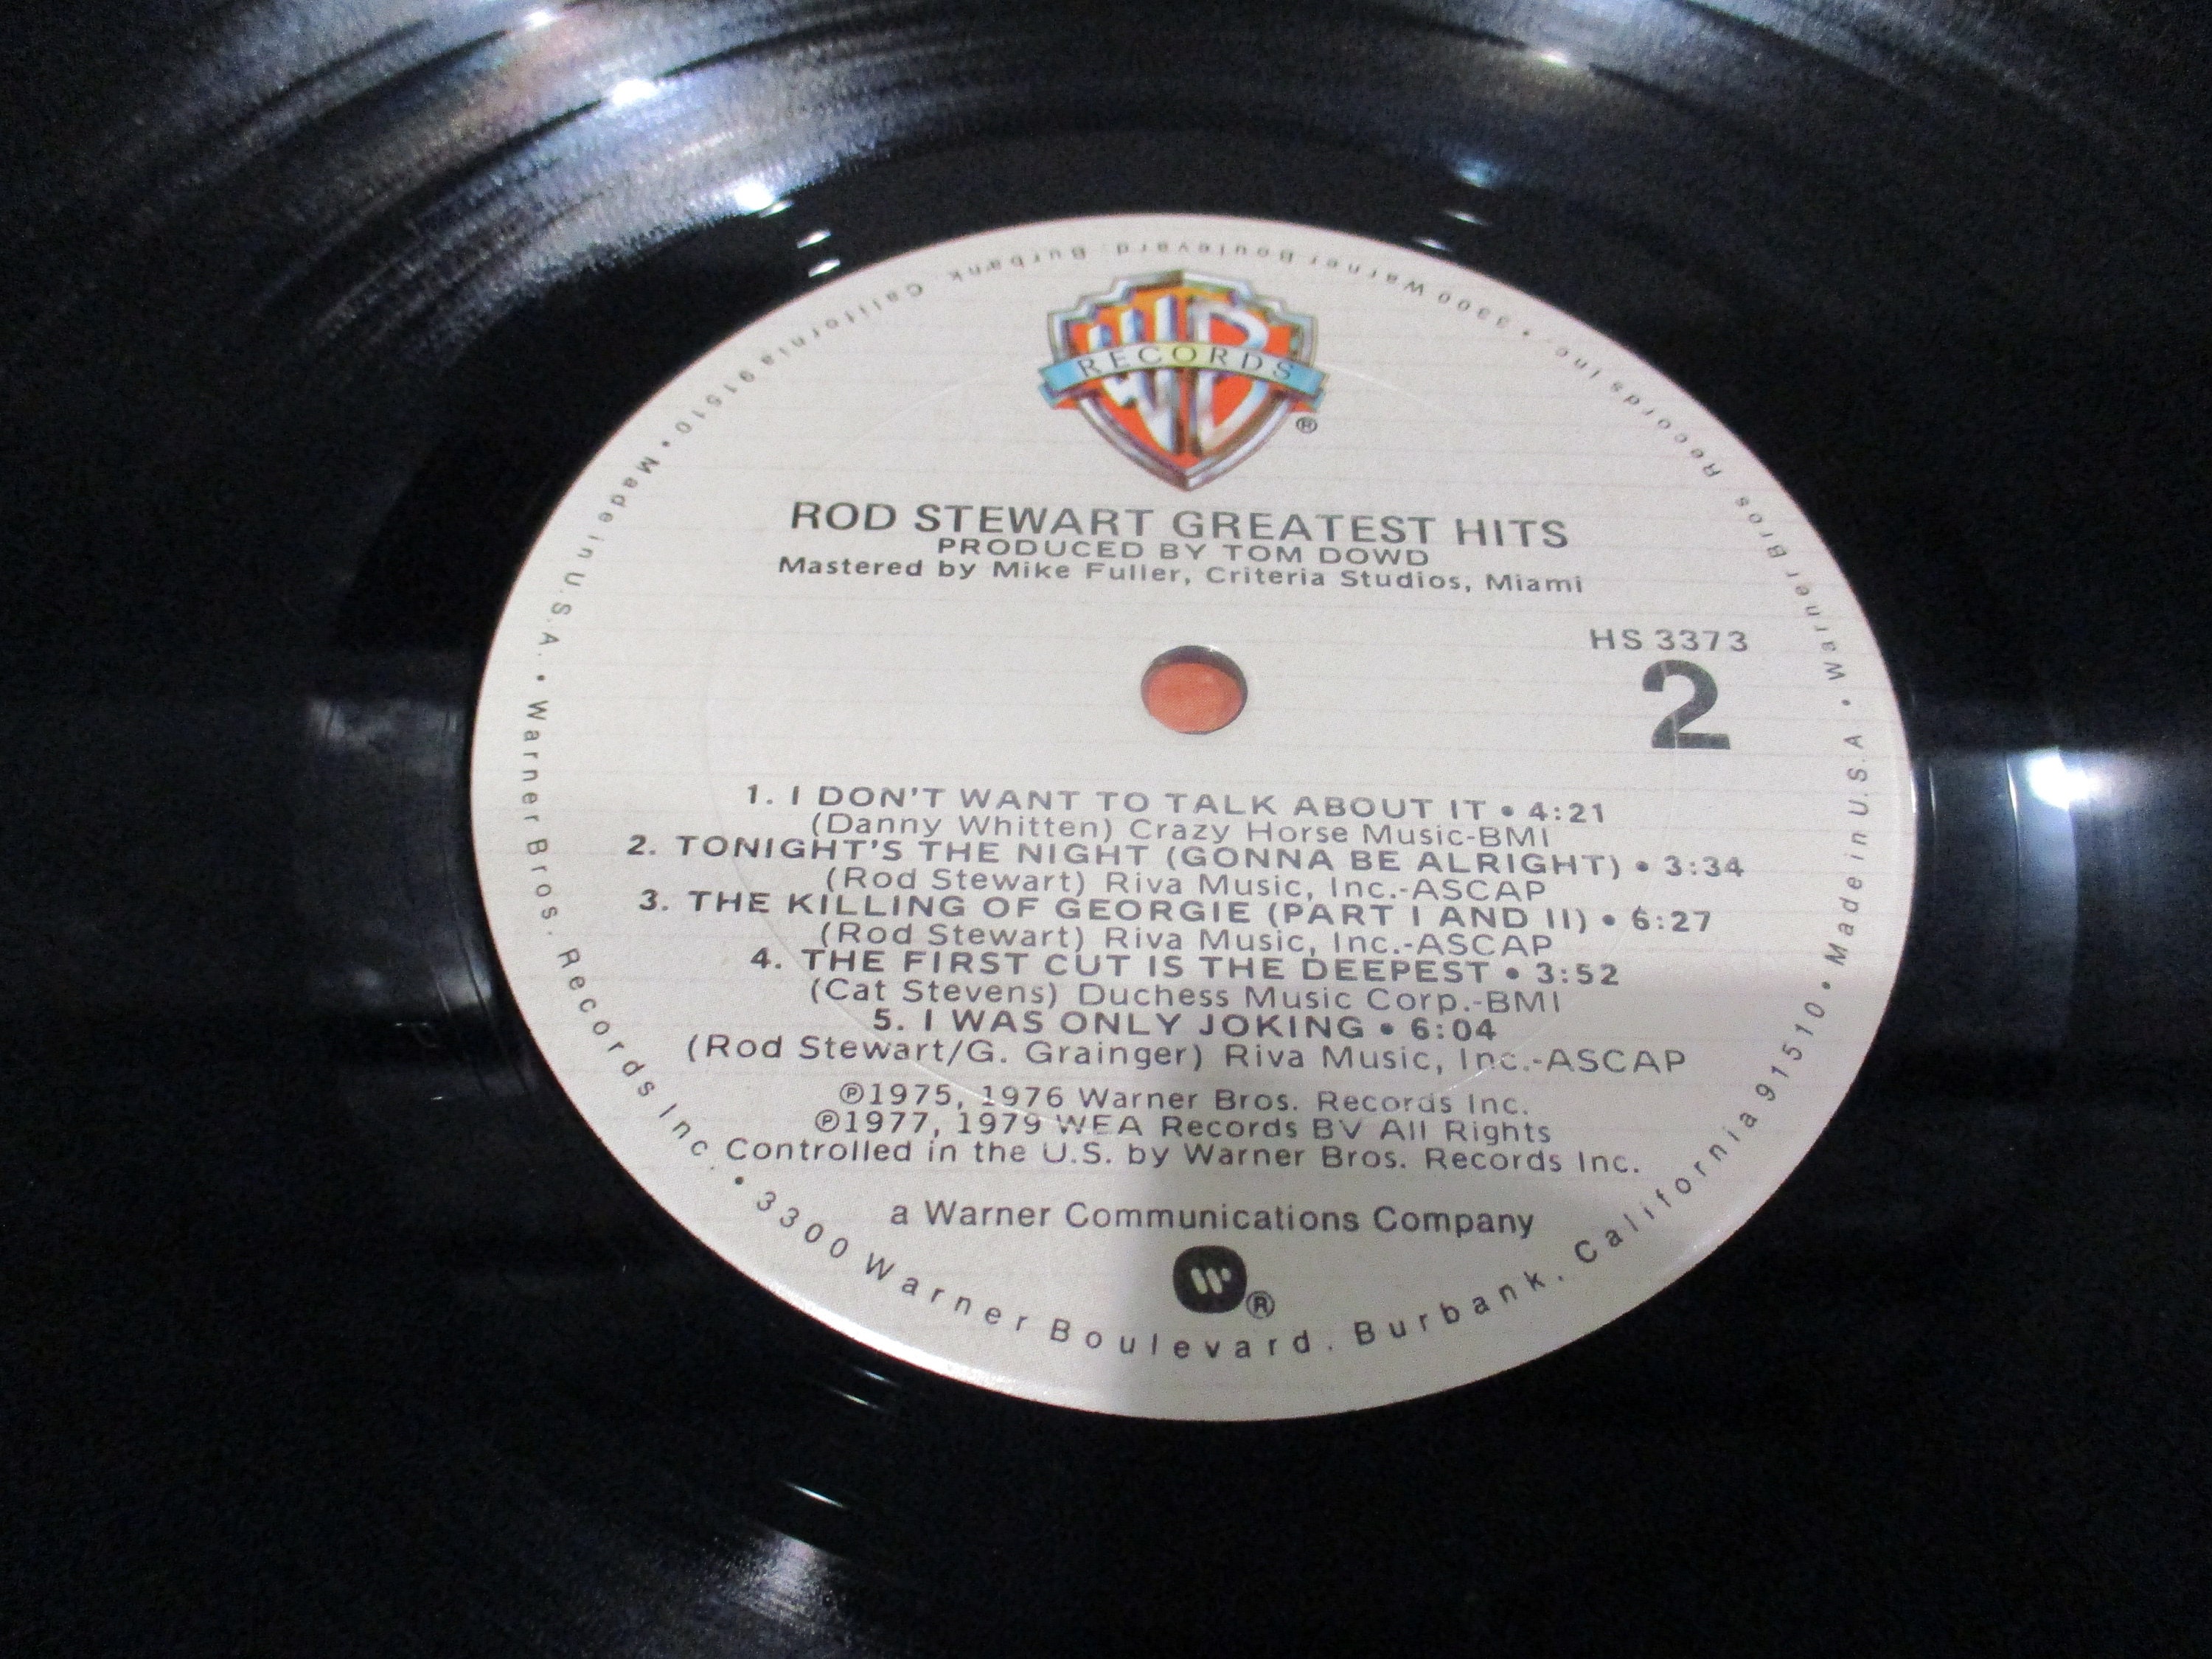 WB
RECORDS
®
ROD STEWART GREATEST HITS
PRODUCED BY TOM DOWD
Mastered by Mike Fuller, Criteria Studios, Miami
HS 3373
2
1. I DON'T WANT TO TALK ABOUT IT • 4:21
(Danny Whitten) Crazy Horse Music-BMI
2. TONIGHT'S THE NIGHT (GONNA BE ALRIGHT) • 3:34
(Rod Stewart) Riva Music, Inc.-ASCAP
3. THE KILLING OF GEORGIE (PART I AND II) • 6:27
(Rod Stewart) Riva Music, Inc.-ASCAP
4. THE FIRST CUT IS THE DEEPEST • 3:52
(Cat Stevens) Duchess Music Corp.-BMI
5. I WAS ONLY JOKING • 6:04
(Rod Stewart/G. Grainger) Riva Music, Inc.-ASCAP
℗1975, 1976 Warner Bros. Records Inc.
℗1977, 1979 WEA Records BV All Rights
Controlled in the U.S. by Warner Bros. Records Inc.
a Warner Communications Company
W®
Warner Bros. Records Inc. • 3300 Warner Boulevard. Burbank. California 91510 • Made in U.S.A. • Warner Bros. Records Inc. • 3300 Warner Boulevard. Burbank. California 91510 • Made in U.S.A. •